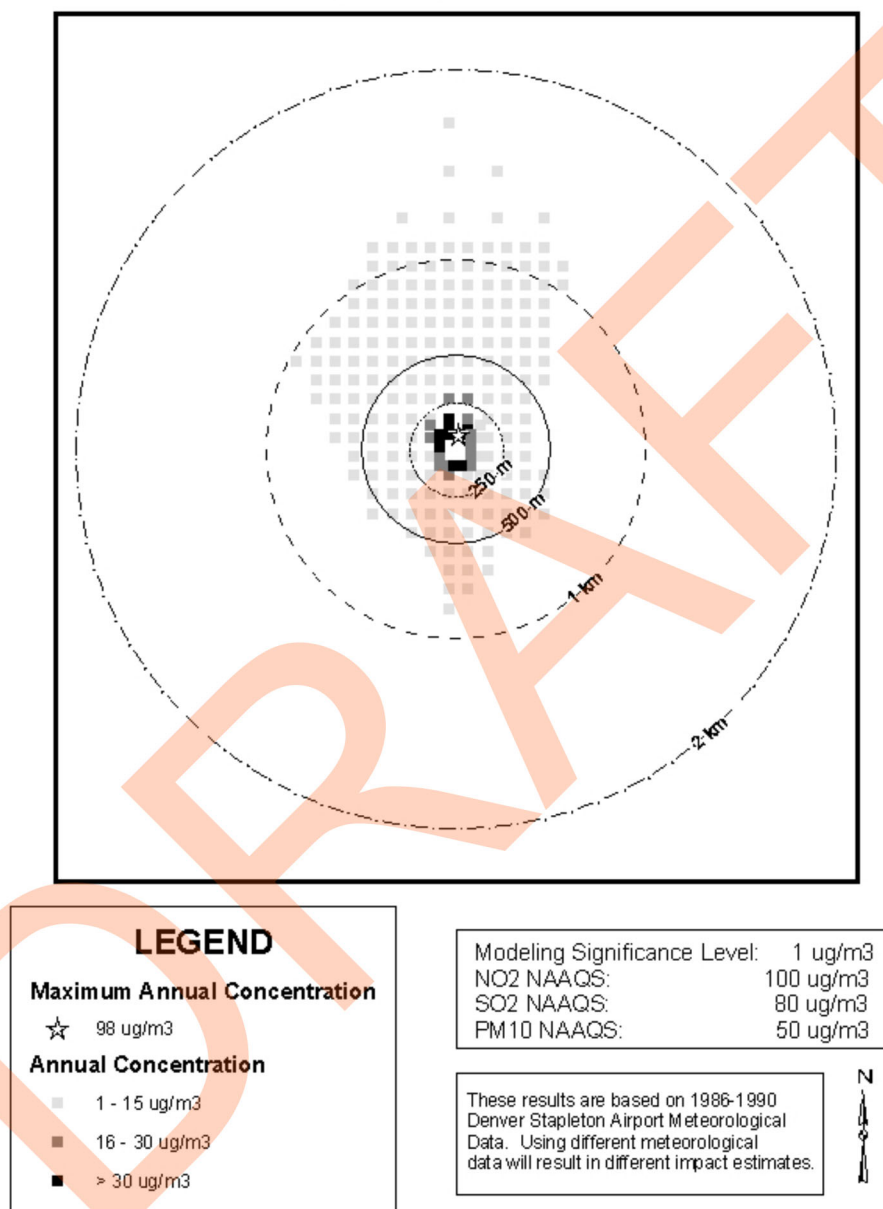 250-m
500-m
1-km
2-km
DRAFT
LEGEND
Maximum Annual Concentration
98 ug/m3
Annual Concentration
1 - 15 ug/m3
16 - 30 ug/m3
> 30 ug/m3
Modeling Significance Level: 1 ug/m3
NO2 NAAQS: 100 ug/m3
SO2 NAAQS: 80 ug/m3
PM10 NAAQS: 50 ug/m3
These results are based on 1986-1990
Denver Stapleton Airport Meteorological
Data. Using different meteorological
data will result in different impact estimates.
N